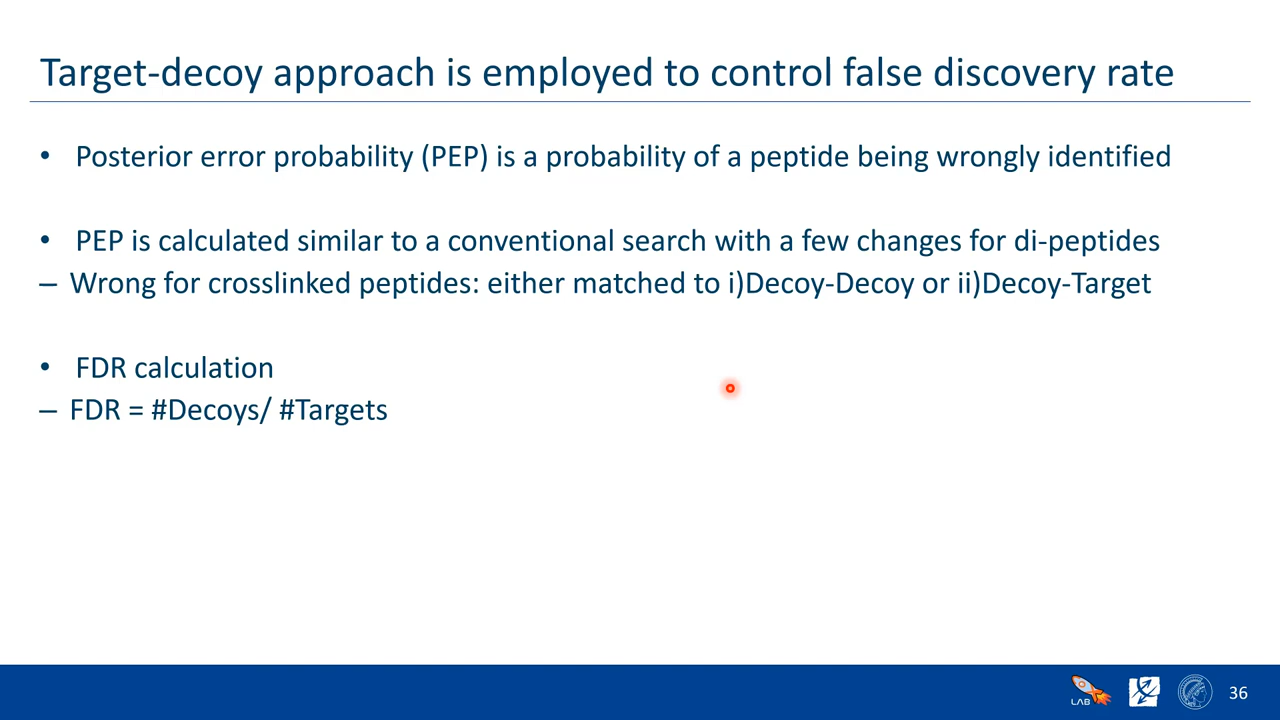 Target-decoy approach is employed to control false discovery rate
• Posterior error probability (PEP) is a probability of a peptide being wrongly identified
• PEP is calculated similar to a conventional search with a few changes for di-peptides
– Wrong for crosslinked peptides: either matched to i)Decoy-Decoy or ii)Decoy-Target
• FDR calculation
– FDR = #Decoys/ #Targets
LAB
36